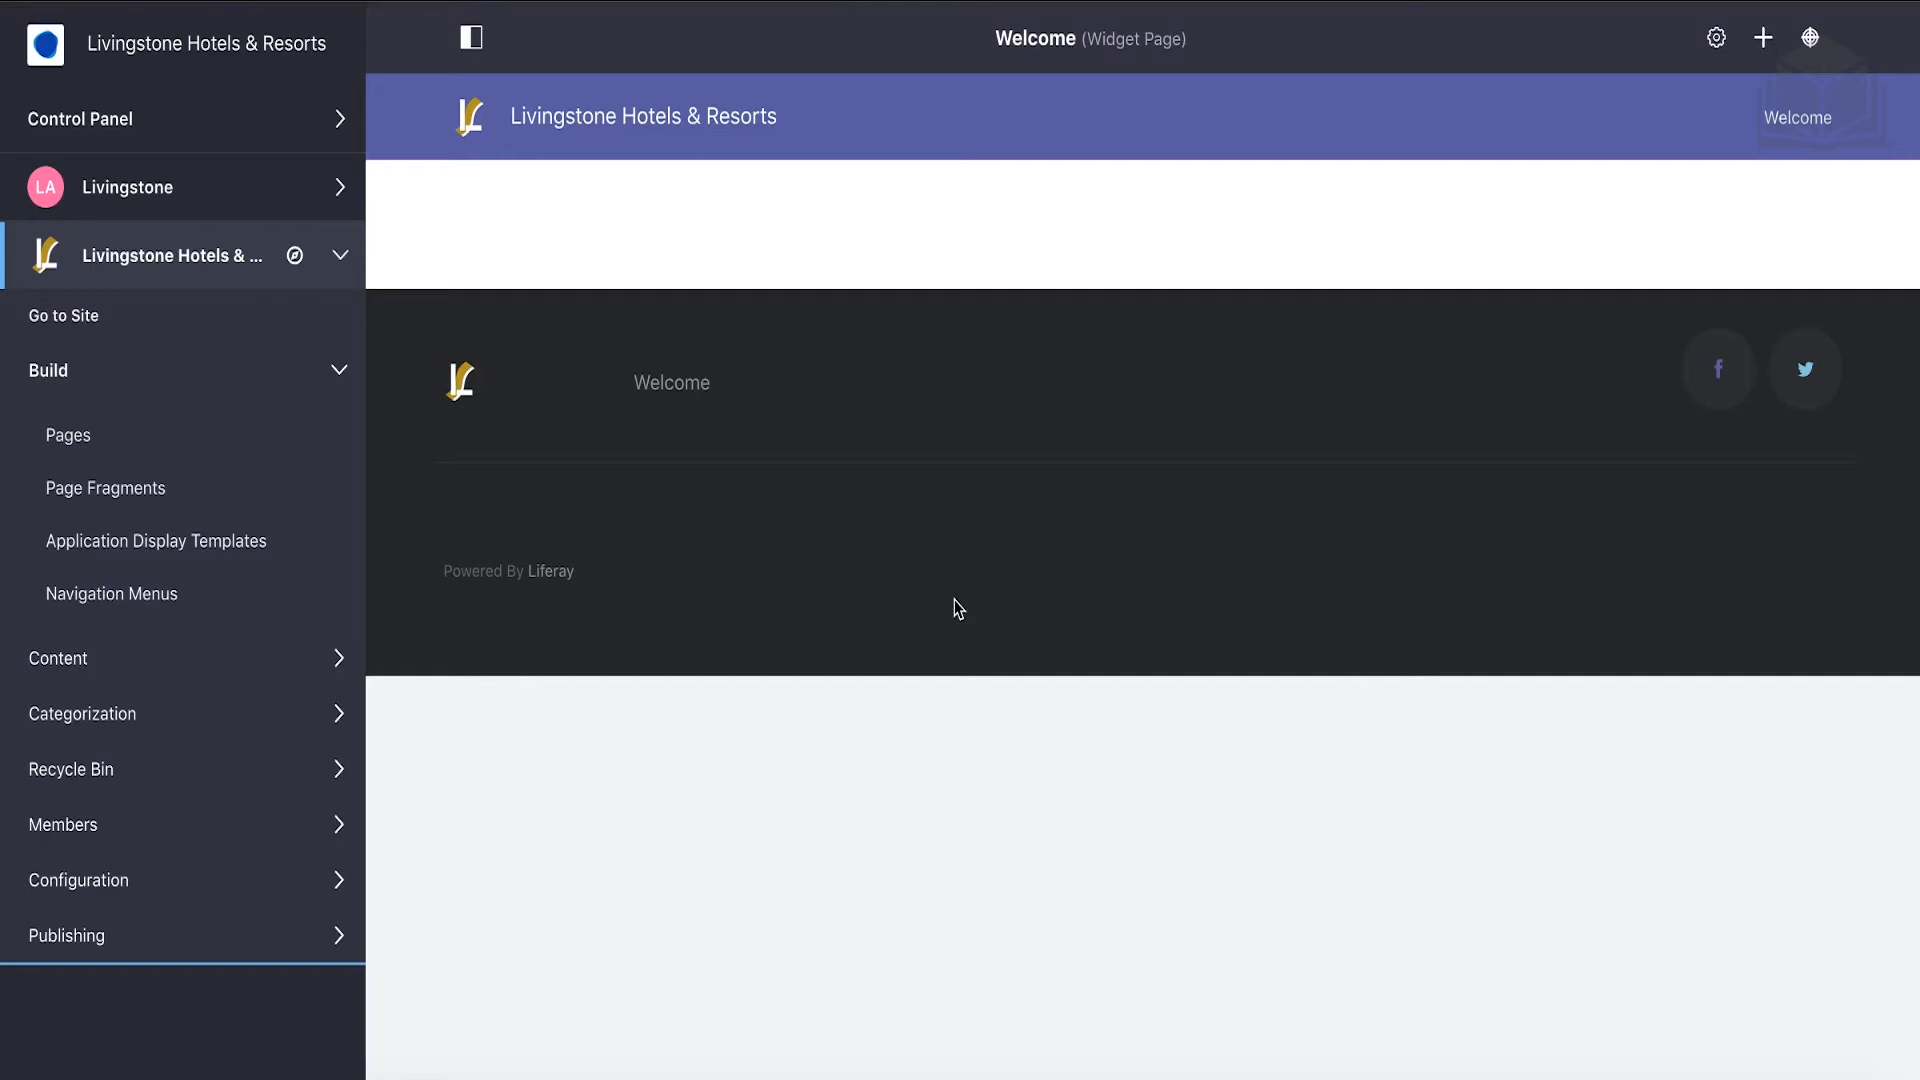 Livingstone Hotels & Resorts
Welcome (Widget Page)
Control Panel
LA Livingstone
Livingstone Hotels & ...
Go to Site
Build
Pages
Page Fragments
Application Display Templates
Navigation Menus
Content
Categorization
Recycle Bin
Members
Configuration
Publishing
Livingstone Hotels & Resorts
Welcome
Welcome
Powered By Liferay